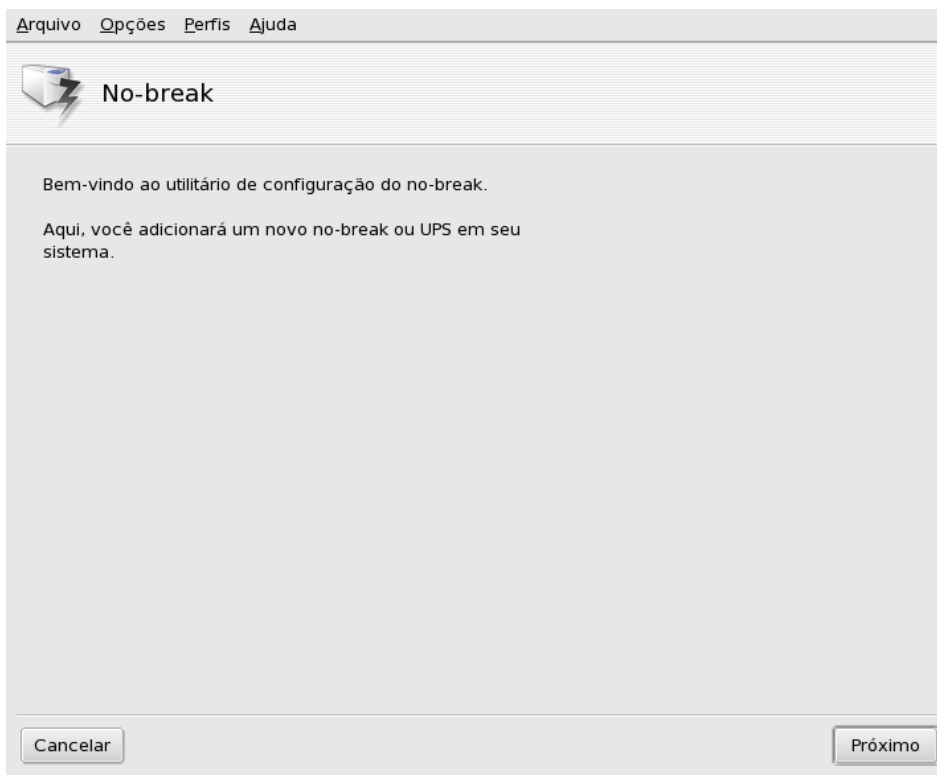 Arquivo Opções Perfis Ajuda
No-break
Bem-vindo ao utilitário de configuração do no-break.
Aqui, você adicionará um novo no-break ou UPS em seu
sistema.
Cancelar
Próximo